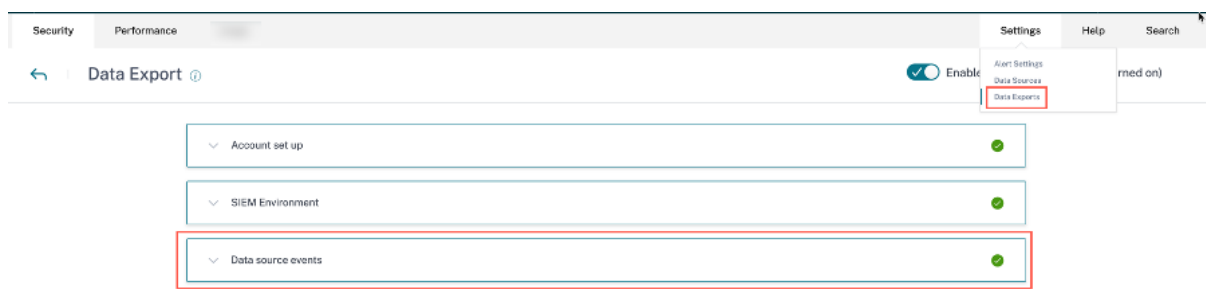 Security Performance Settings Help Search
Data Export
Enable
rned on)
Alert Settings
Data Sources
Data Exports
Account set up
SIEM Environment
Data source events